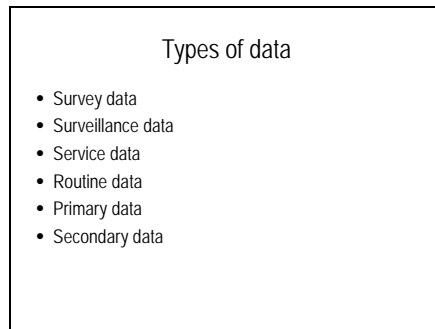 Types of data
• Survey data
• Surveillance data
• Service data
• Routine data
• Primary data
• Secondary data